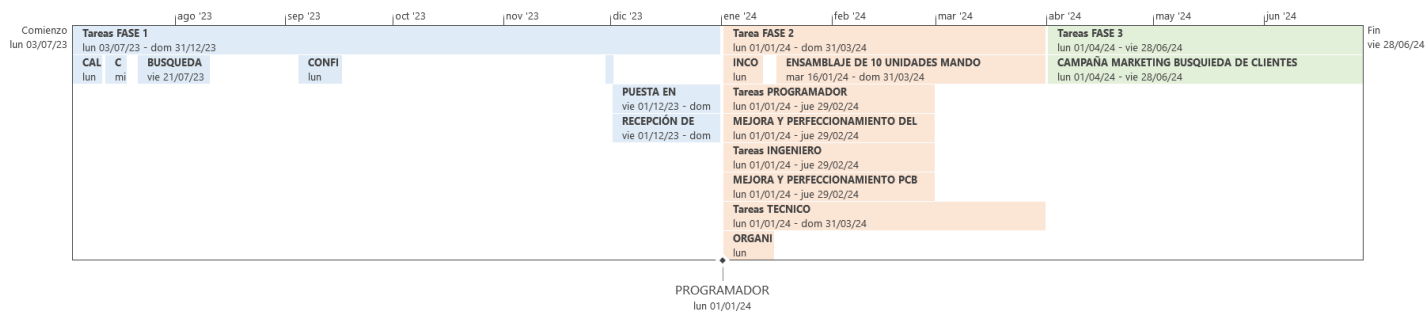 ago '23 sep '23 oct '23 nov '23 dic '23 ene '24 feb '24 mar '24 abr '24 may '24 jun '24
Comienzo
lun 03/07/23
Fin
vie 28/06/24
Tareas FASE 1
lun 03/07/23 - dom 31/12/23
Tarea FASE 2
lun 01/01/24 - dom 31/03/24
Tareas FASE 3
lun 01/04/24 - vie 28/06/24
CAL
lun
C
mi
BUSQUEDA
vie 21/07/23
CONFI
lun
INCO
lun
ENSAMBLAJE DE 10 UNIDADES MANDO
mar 16/01/24 - dom 31/03/24
CAMPAÑA MARKETING BUSQUIEDA DE CLIENTES
lun 01/04/24 - vie 28/06/24
PUESTA EN
vie 01/12/23 - dom
Tareas PROGRAMADOR
lun 01/01/24 - jue 29/02/24
RECEPCIÓN DE
vie 01/12/23 - dom
MEJORA Y PERFECCIONAMIENTO DEL
lun 01/01/24 - jue 29/02/24
Tareas INGENIERO
lun 01/01/24 - jue 29/02/24
MEJORA Y PERFECCIONAMIENTO PCB
lun 01/01/24 - jue 29/02/24
Tareas TECNICO
lun 01/01/24 - dom 31/03/24
ORGANI
lun
PROGRAMADOR
lun 01/01/24